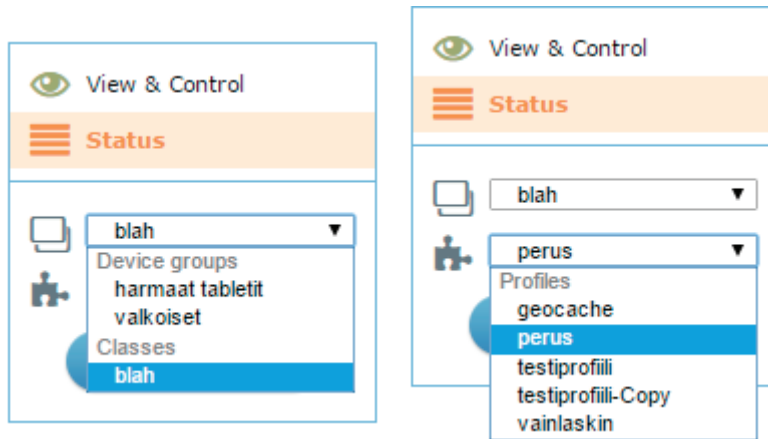 View & Control
Status
blah
Device groups
harmaat tabletit
valkoiset
Classes
blah
View & Control
Status
blah
perus
Profiles
geocache
perus
testiprofiili
testiprofiili-Copy
vainlaskin